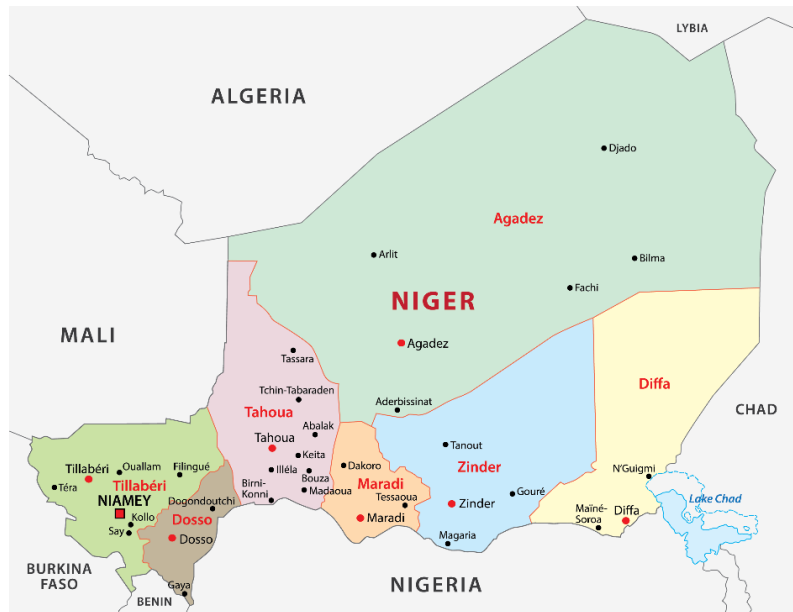 LYBIA
ALGERIA
Djado
Agadez
Arlit
Bilma
Fachi
NIGER
MALI
Agadez
Tassara
Diffa
Tchin-Tabaraden
Aderbissinat
CHAD
Tahoua
Abalak
Tahoua
Tanout
Keita
Zinder
Tillabéri
Oualiam
Filingué
Illéla
Dakoro
N'Guigmi
Bouza
Tillabéri
Téra
Birni-
Konni
Madaoua
Maradi
Gouré
NIAMEY
Dogondoutchi
Tessaoua
Lake Chad
Zinder
Kollo
Dosso
Maradi
Maïné-
Soroa
Diffa
Say
Dosso
Magaria
BURKINA
FASO
Gaya
NIGERIA
BENIN